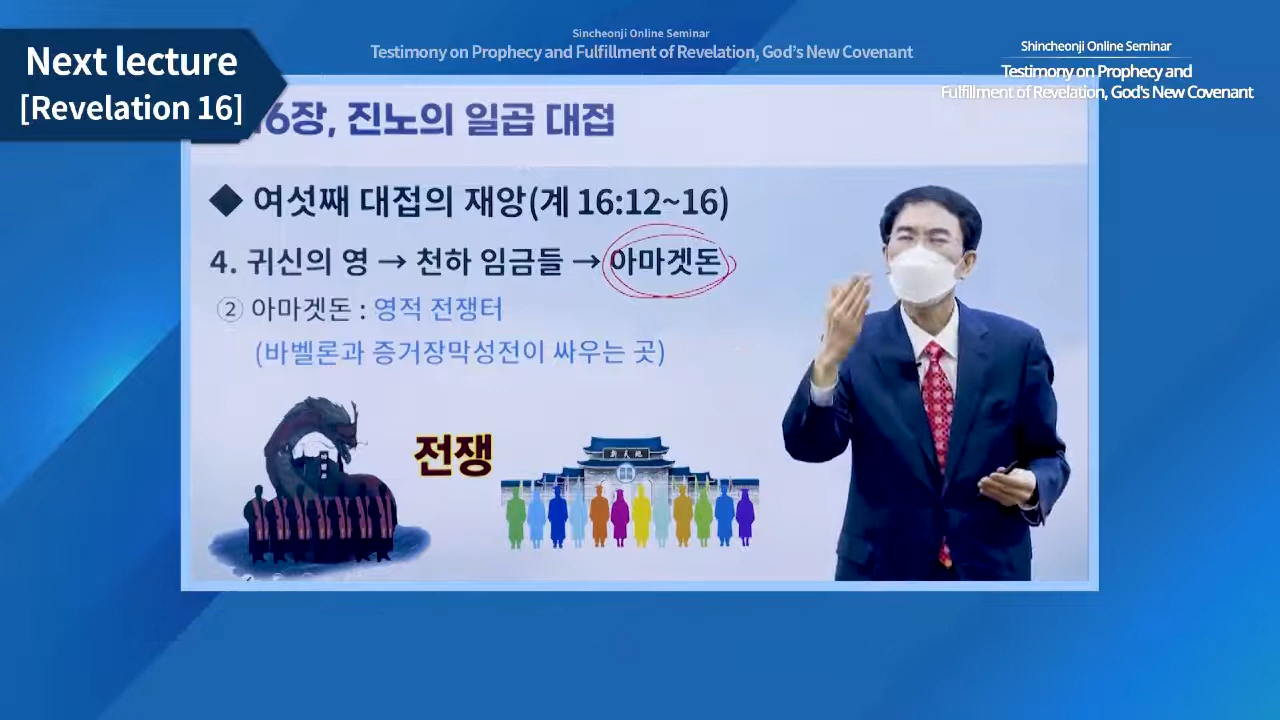 Next lecture
[Revelation 16]
Sincheonji Online Seminar
Testimony on Prophecy and Fulfillment of Revelation, God's New Covenant
Shincheonji Online Seminar
Testimony on Prophecy and
Fulfillment of Revelation, God's New Covenant
6장, 진노의 일곱 대접
◆ 여섯째 대접의 재앙(계 16:12~16)
4. 귀신의 영 → 천하 임금들 → 아마겟돈
② 아마겟돈 : 영적 전쟁터
(바벨론과 증거장막성전이 싸우는 곳)
전쟁
新天地